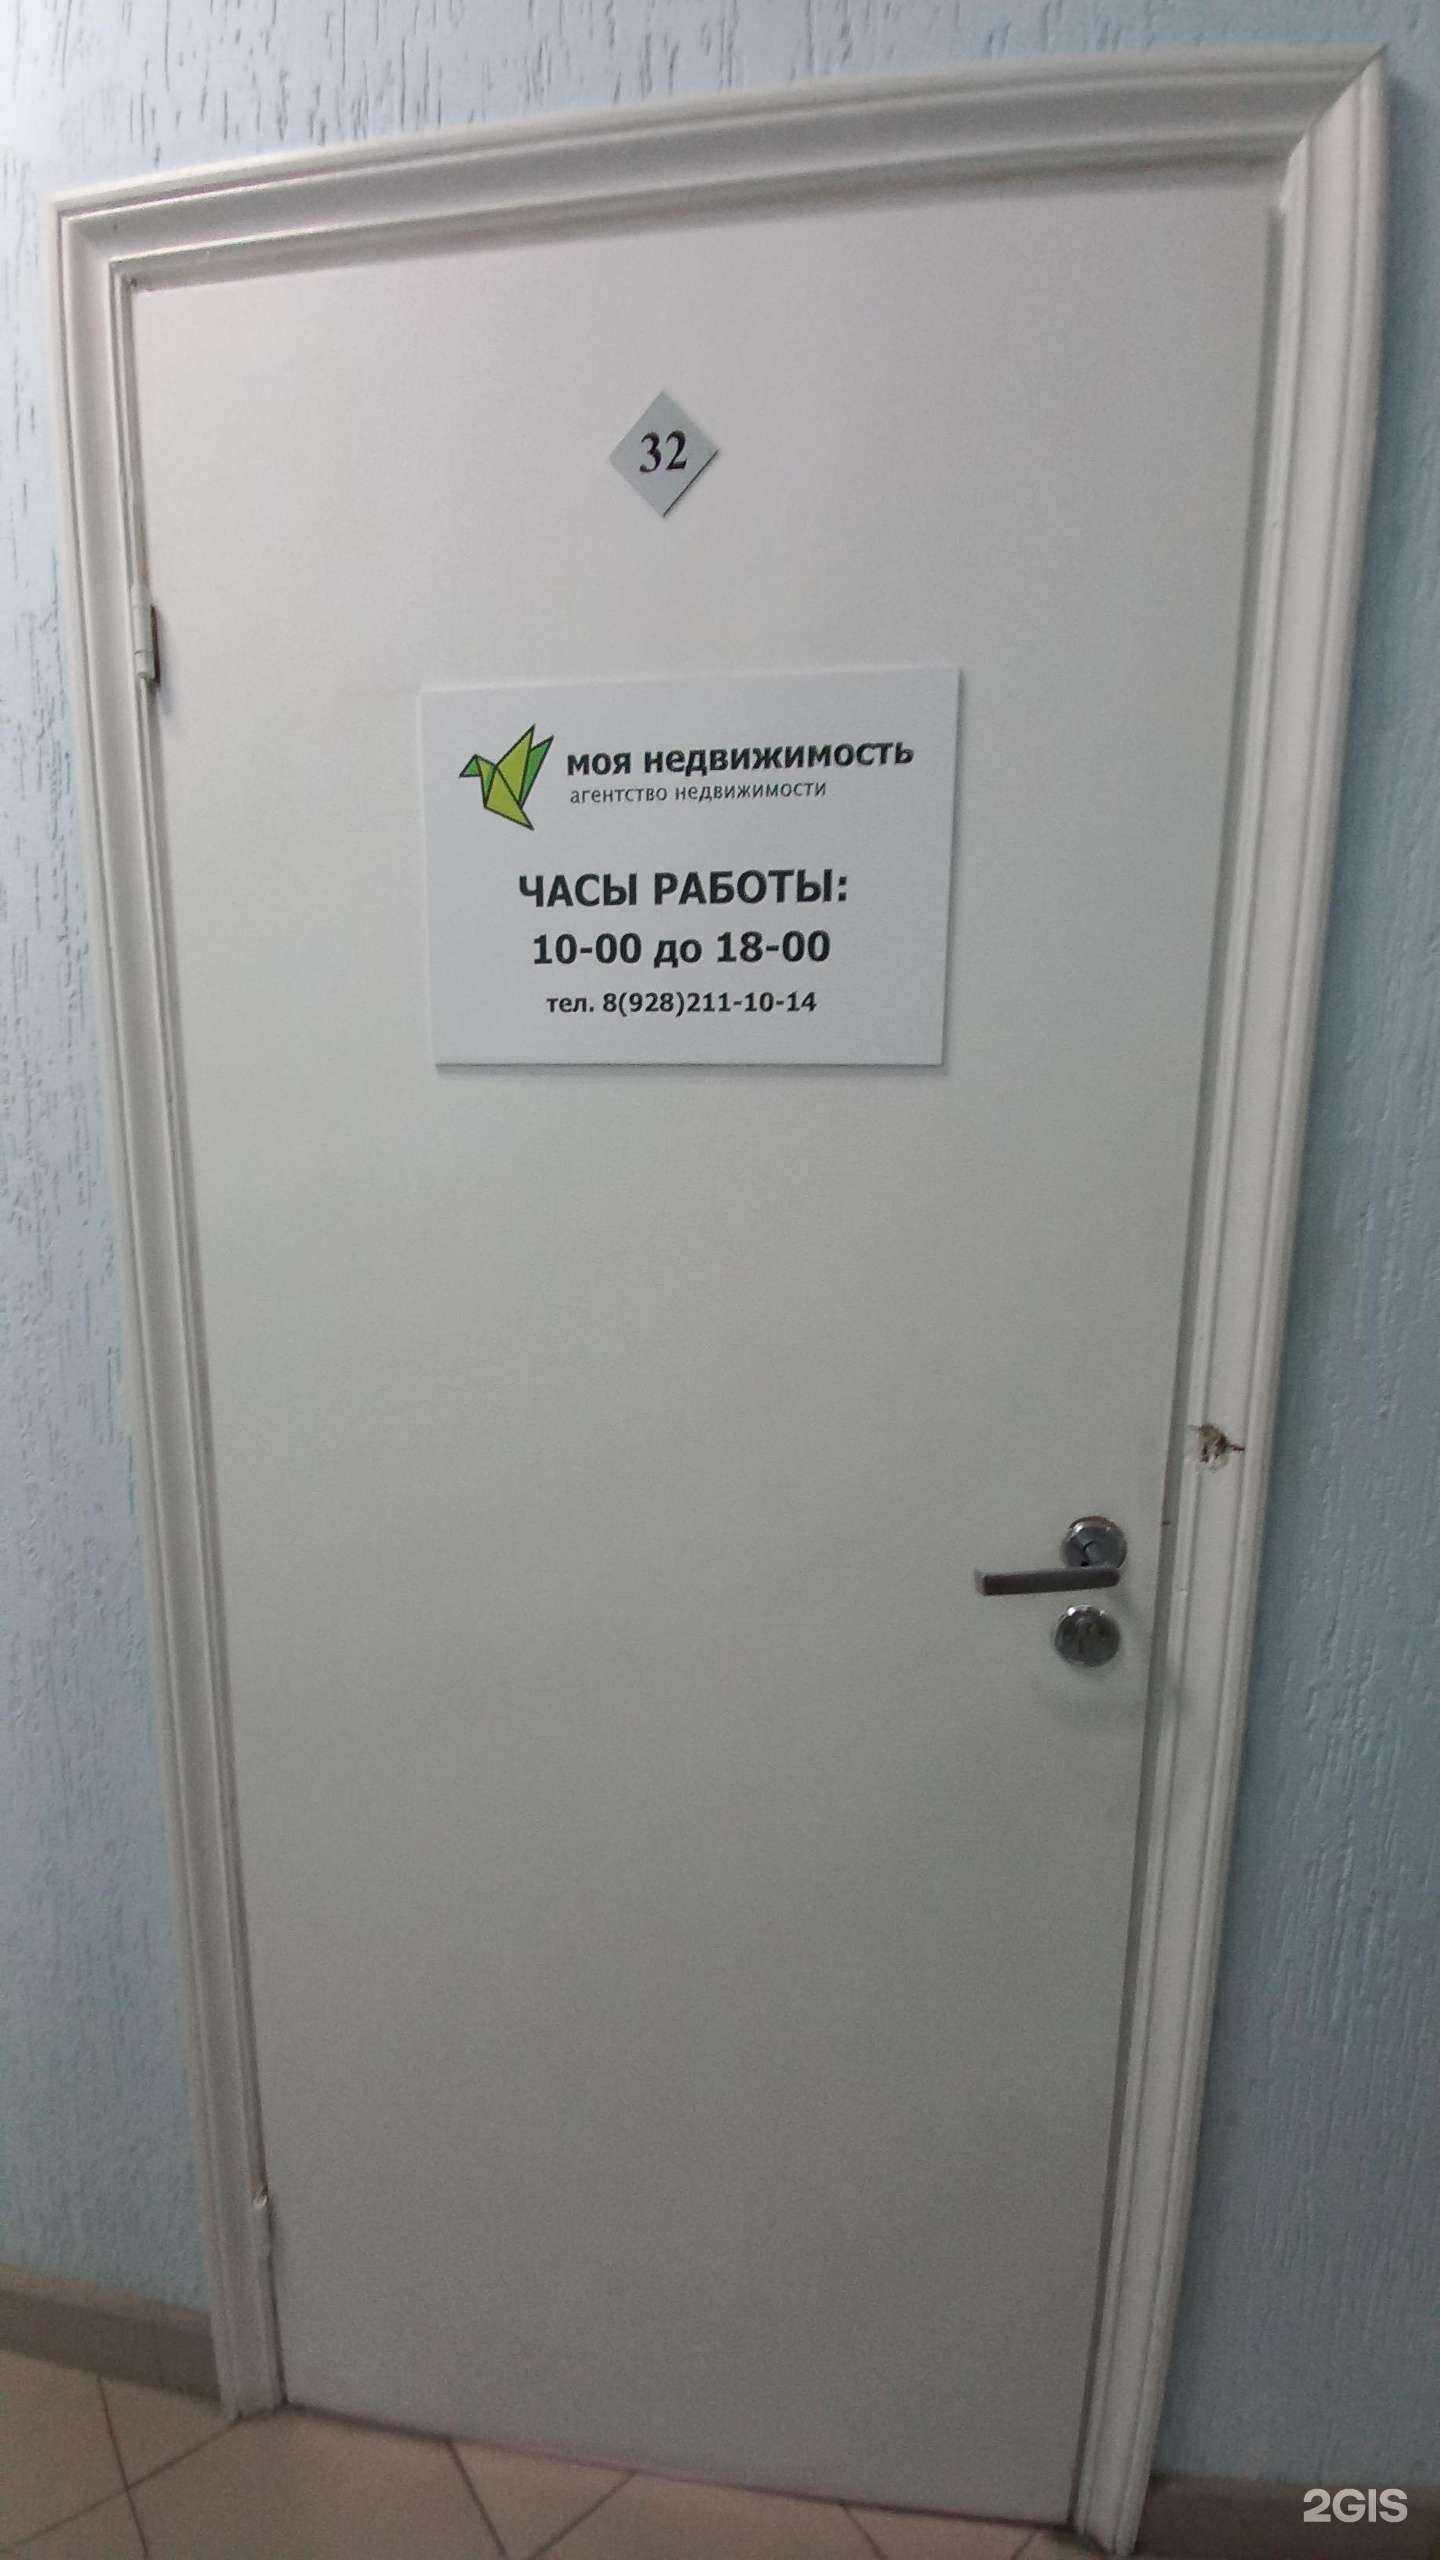 32
моя недвижимость
агентство недвижимости
ЧАСЫ РАБОТЫ:
10-00 до 18-00
тел. 8(928)211-10-14
2GIS